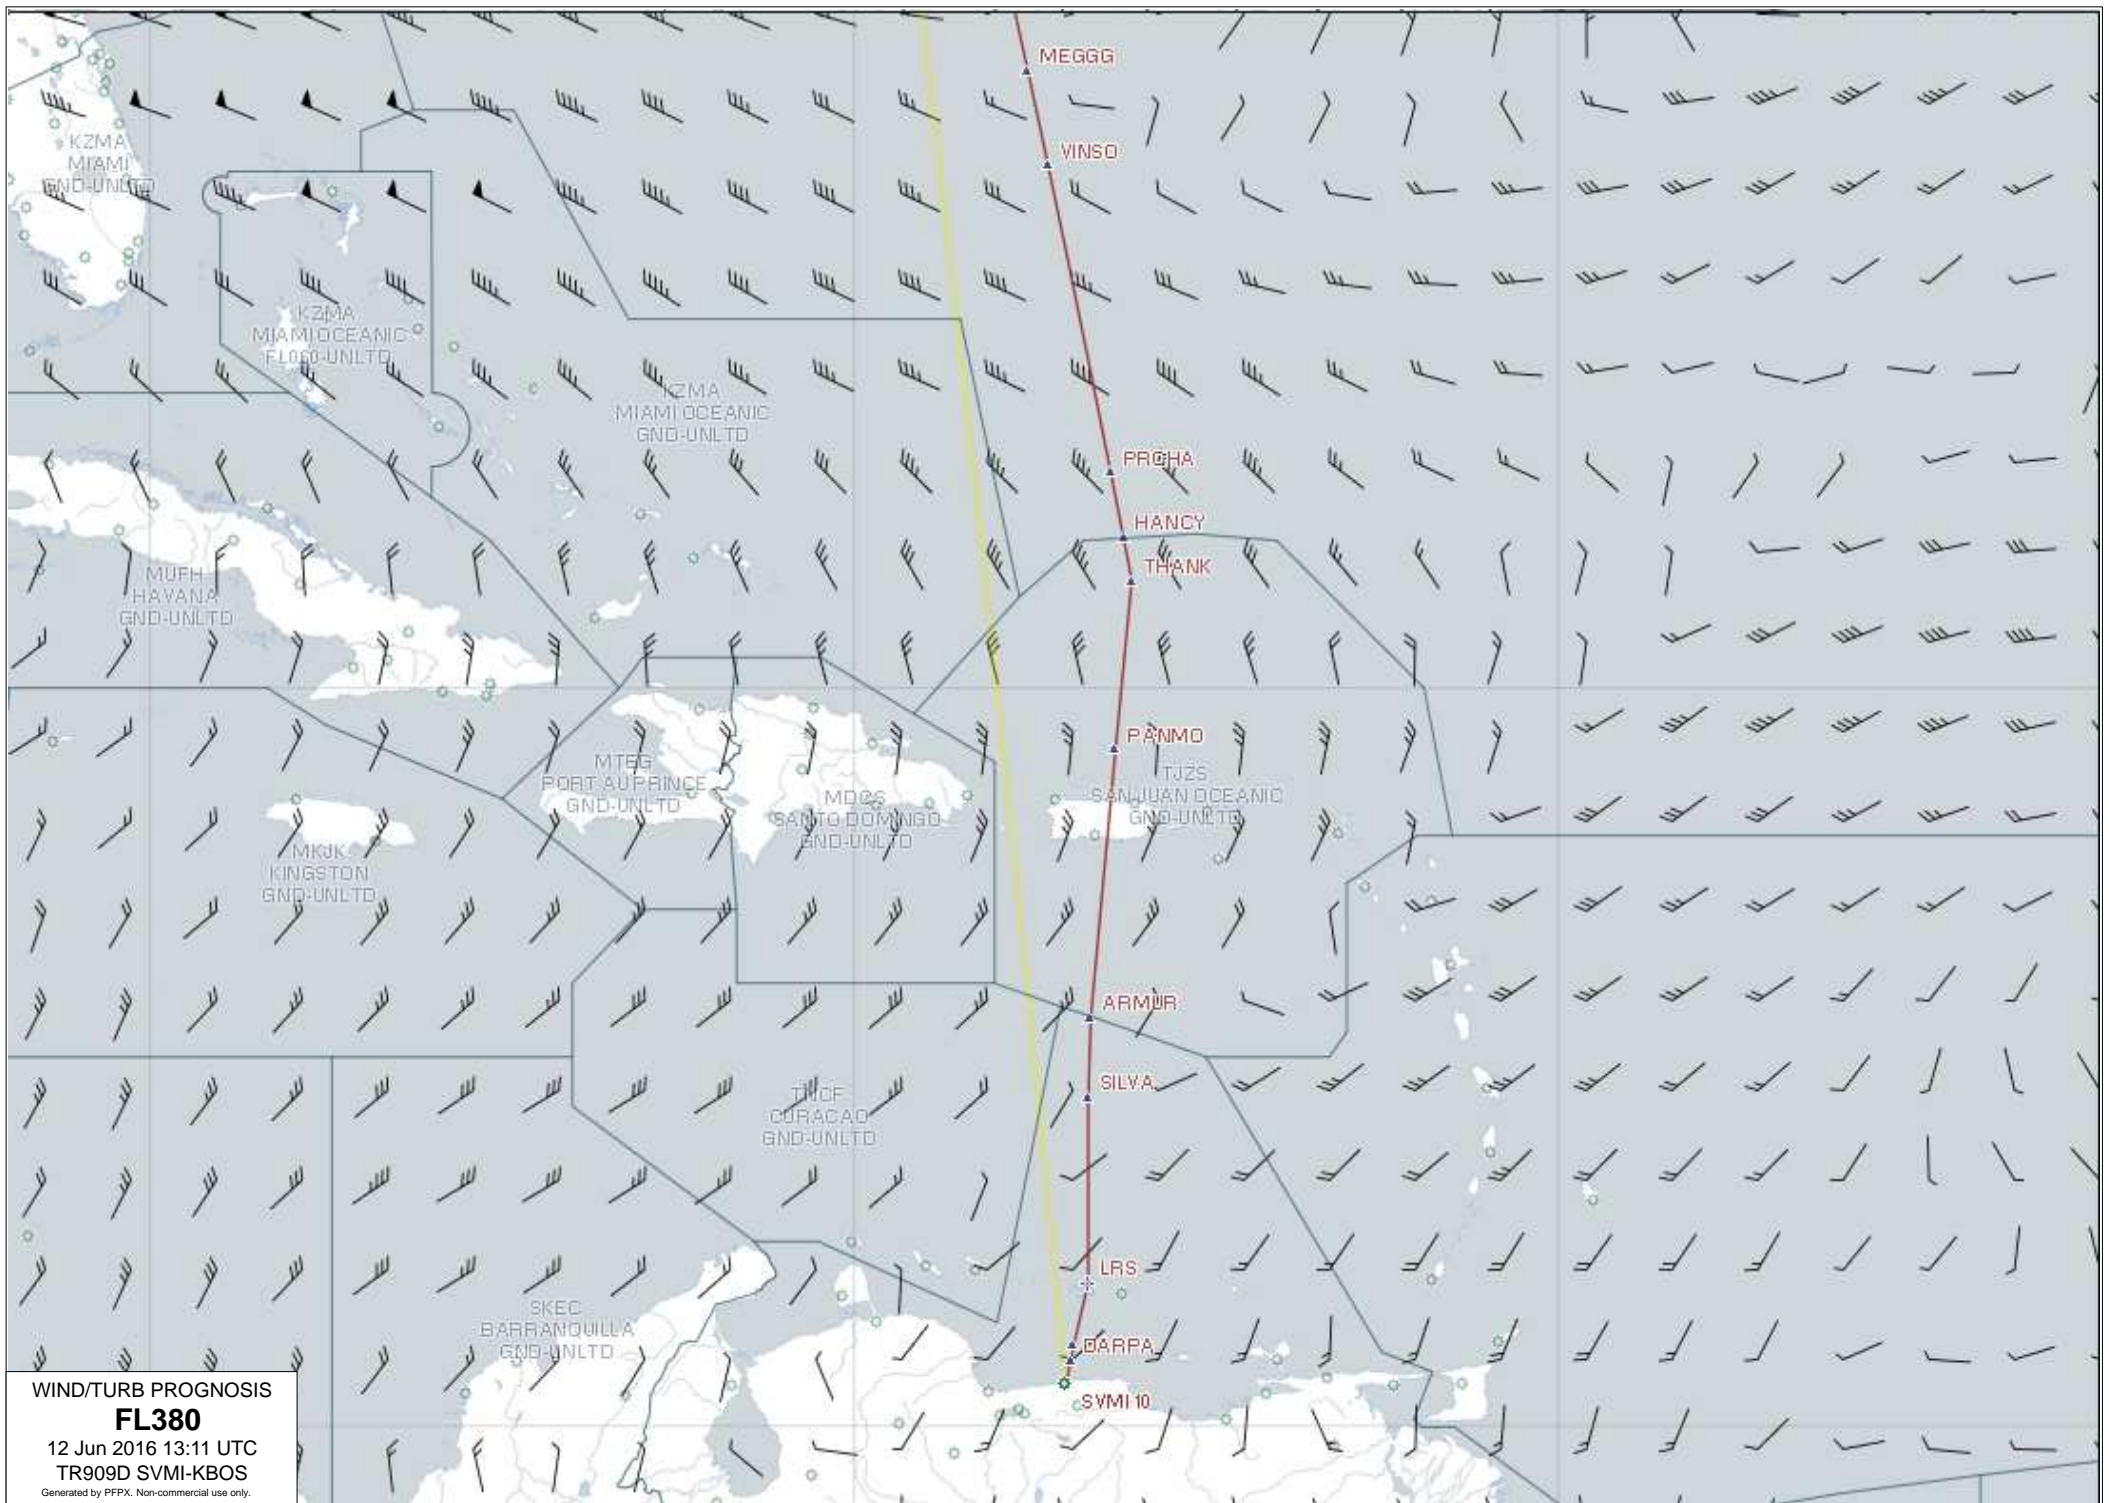 MEGGG
VINSO
KZMA
MIAMI
GND-UNLTD
KZMA
MIAMI OCEANIC
FL060-UNLTD
KZMA
MIAMI OCEANIC
GND-UNLTD
PRCHA
HANCY
THANK
MUFH
HAVANA
GND-UNLTD
PANMO
MTEG
PORT AU PRINCE
GND-UNLTD
TJZS
SAN JUAN OCEANIC
GND-UNLTD
MDCS
SANTO DOMINGO
GND-UNLTD
MKJK
KINGSTON
GND-UNLTD
ARMUR
SILVA
TNCF
CURACAO
GND-UNLTD
LRS
SKEC
BARRANQUILLA
GND-UNLTD
DARPA
SVMI10
WIND/TURB PROGNOSIS
FL380
12 Jun 2016 13:11 UTC
TR909D SVMI-KBOS
Generated by PFPX. Non-commercial use only.